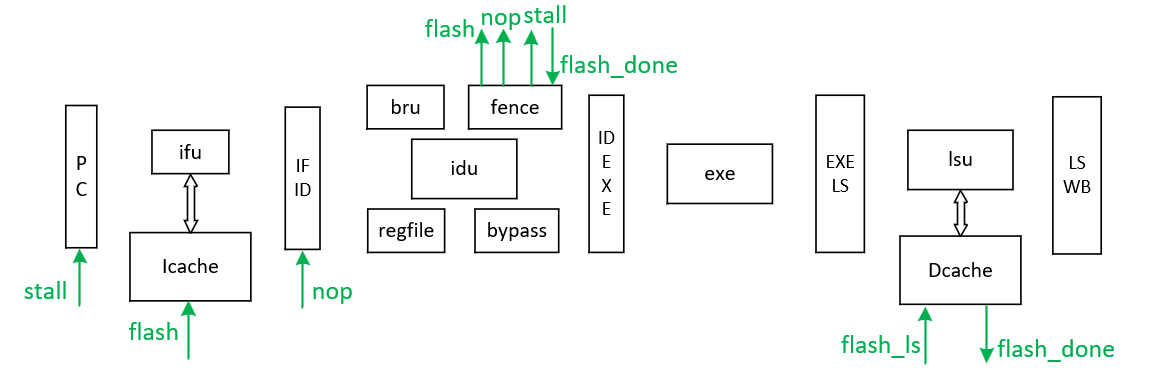 flash nop stall
flash_done
bru
fence
P
C
ifu
IF
ID
idu
ID
E
X
E
exe
EXE
LS
lsu
LS
WB
regfile
bypass
Icache
Dcache
stall
nop
flash
flash_ls
flash_done